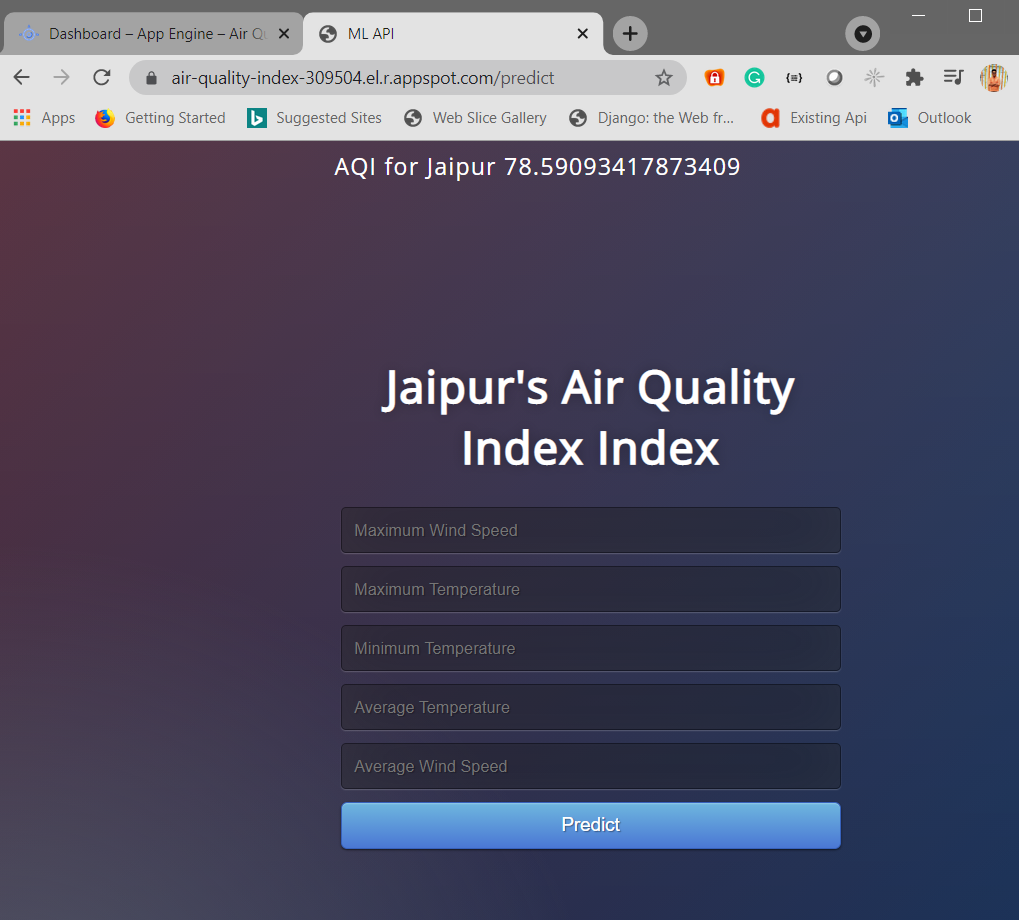 Dashboard – App Engine – Air Qu
ML API
air-quality-index-309504.el.r.appspot.com/predict
Apps
Getting Started
Suggested Sites
Web Slice Gallery
Django: the Web fr...
Existing Api
Outlook
AQI for Jaipur 78.59093417873409
Jaipur's Air Quality
Index Index
Maximum Wind Speed
Maximum Temperature
Minimum Temperature
Average Temperature
Average Wind Speed
Predict